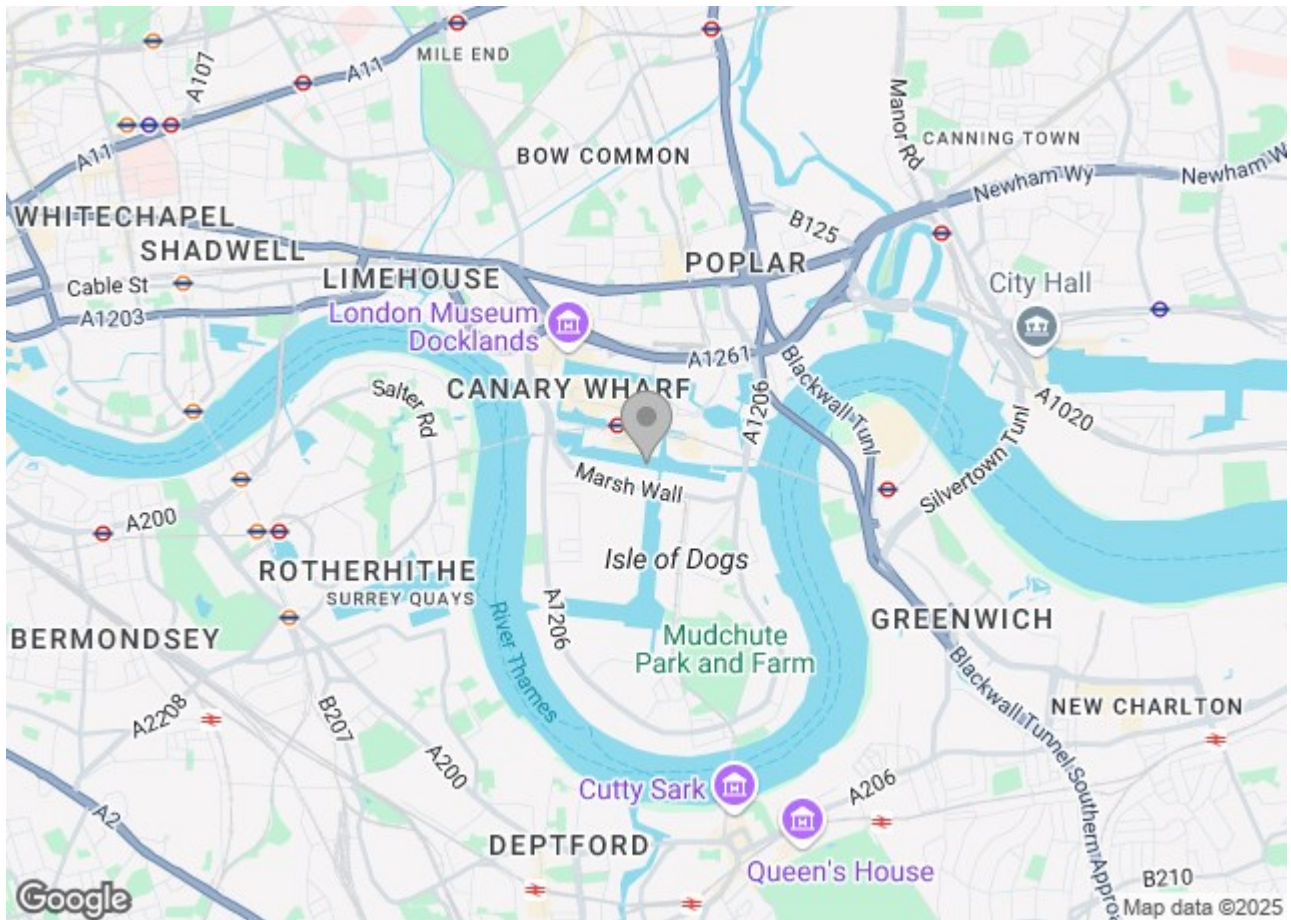 MILE END
A107
A11
A11
BOW COMMON
Manor Rd
CANNING TOWN
Newham Wy
Newham W
WHITECHAPEL
SHADWELL
B125
POPLAR
LIMEHOUSE
Cable St
A1203
City Hall
London Museum
Docklands
A1261
Blackwall Tunl
CANARY WHARF
Salter Rd
A1206
A1020
Silvertown Tunl
Marsh Wall
A200
Isle of Dogs
ROTHERHITHE
SURREY QUAYS
A1206
River Thames
GREENWICH
BERMONDSEY
Mudchute
Park and Farm
A2208
B207
A200
Blackwall Tunnel Southern Approa
NEW CHARLTON
Cutty Sark
A206
A2
DEPTFORD
Queen's House
B210
Google
Map data ©2025